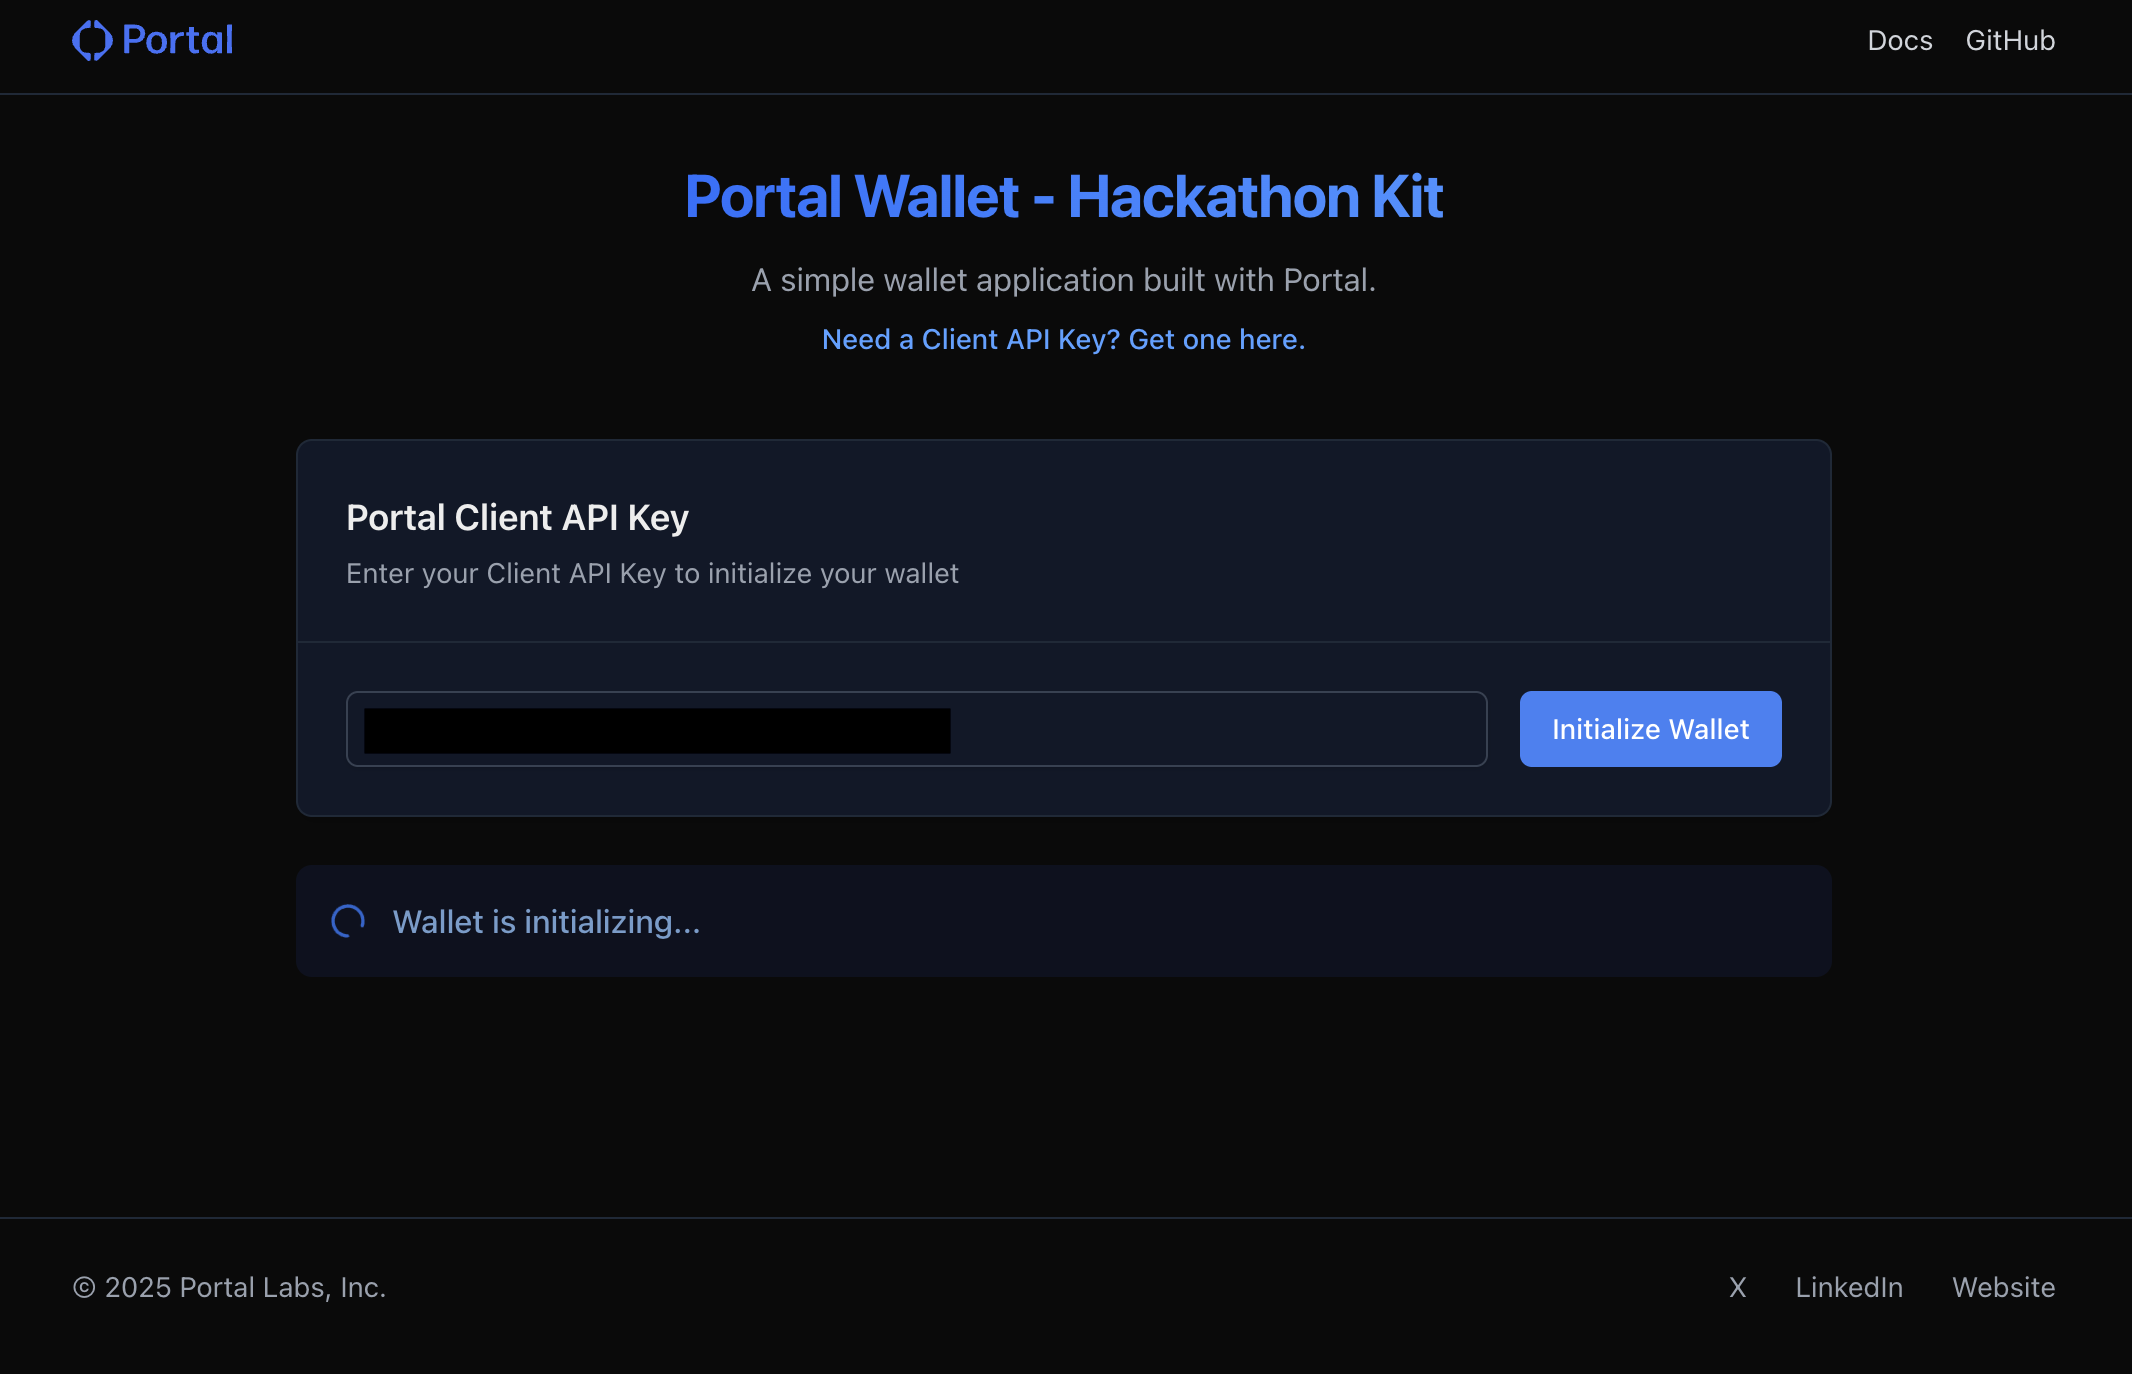 Portal
Docs GitHub
Portal Wallet - Hackathon Kit
A simple wallet application built with Portal.
Need a Client API Key? Get one here.
Portal Client API Key
Enter your Client API Key to initialize your wallet
Initialize Wallet
Wallet is initializing...
© 2025 Portal Labs, Inc.
X LinkedIn Website